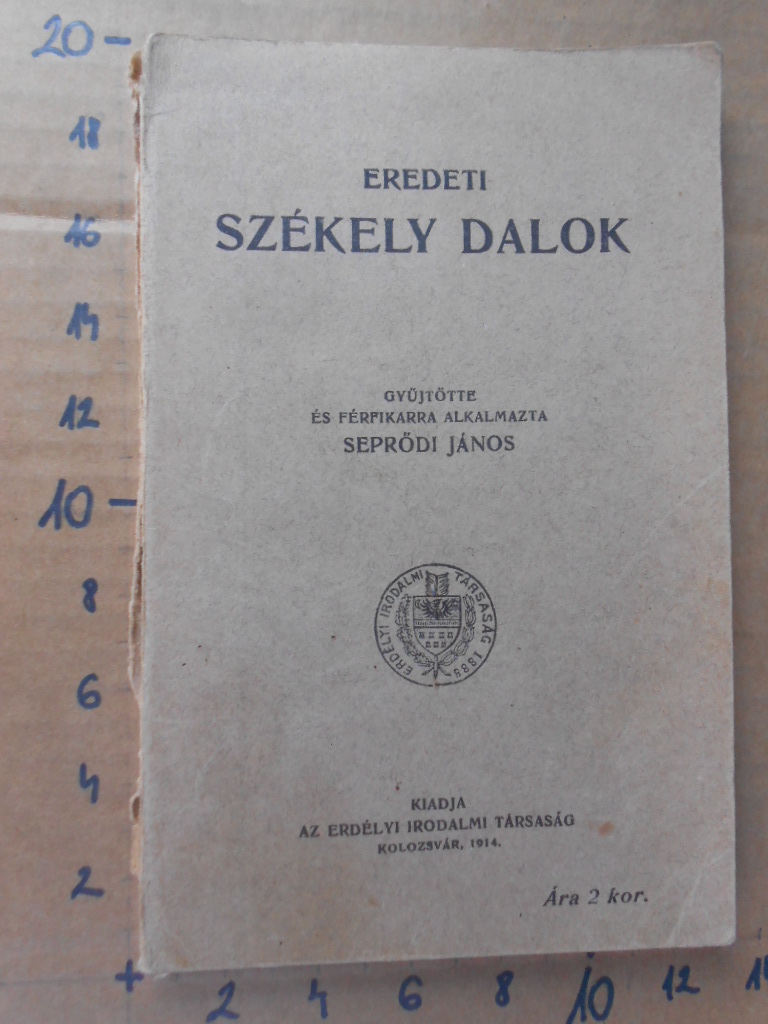 20 –
18
16
14
12
10 –
8
6
4
2
+
2
4
6
8
10
12
EREDETI
SZÉKELY DALOK
GYŰJTÖTTE
ÉS FÉRFIKARRA ALKALMAZTA
SEPRŐDI JÁNOS
ERDÉLYI IRODALMI TÁRSASÁG 1888
KIADJA
AZ ERDÉLYI IRODALMI TÁRSASÁG
KOLOZSVÁR, 1914.
Ára 2 kor.